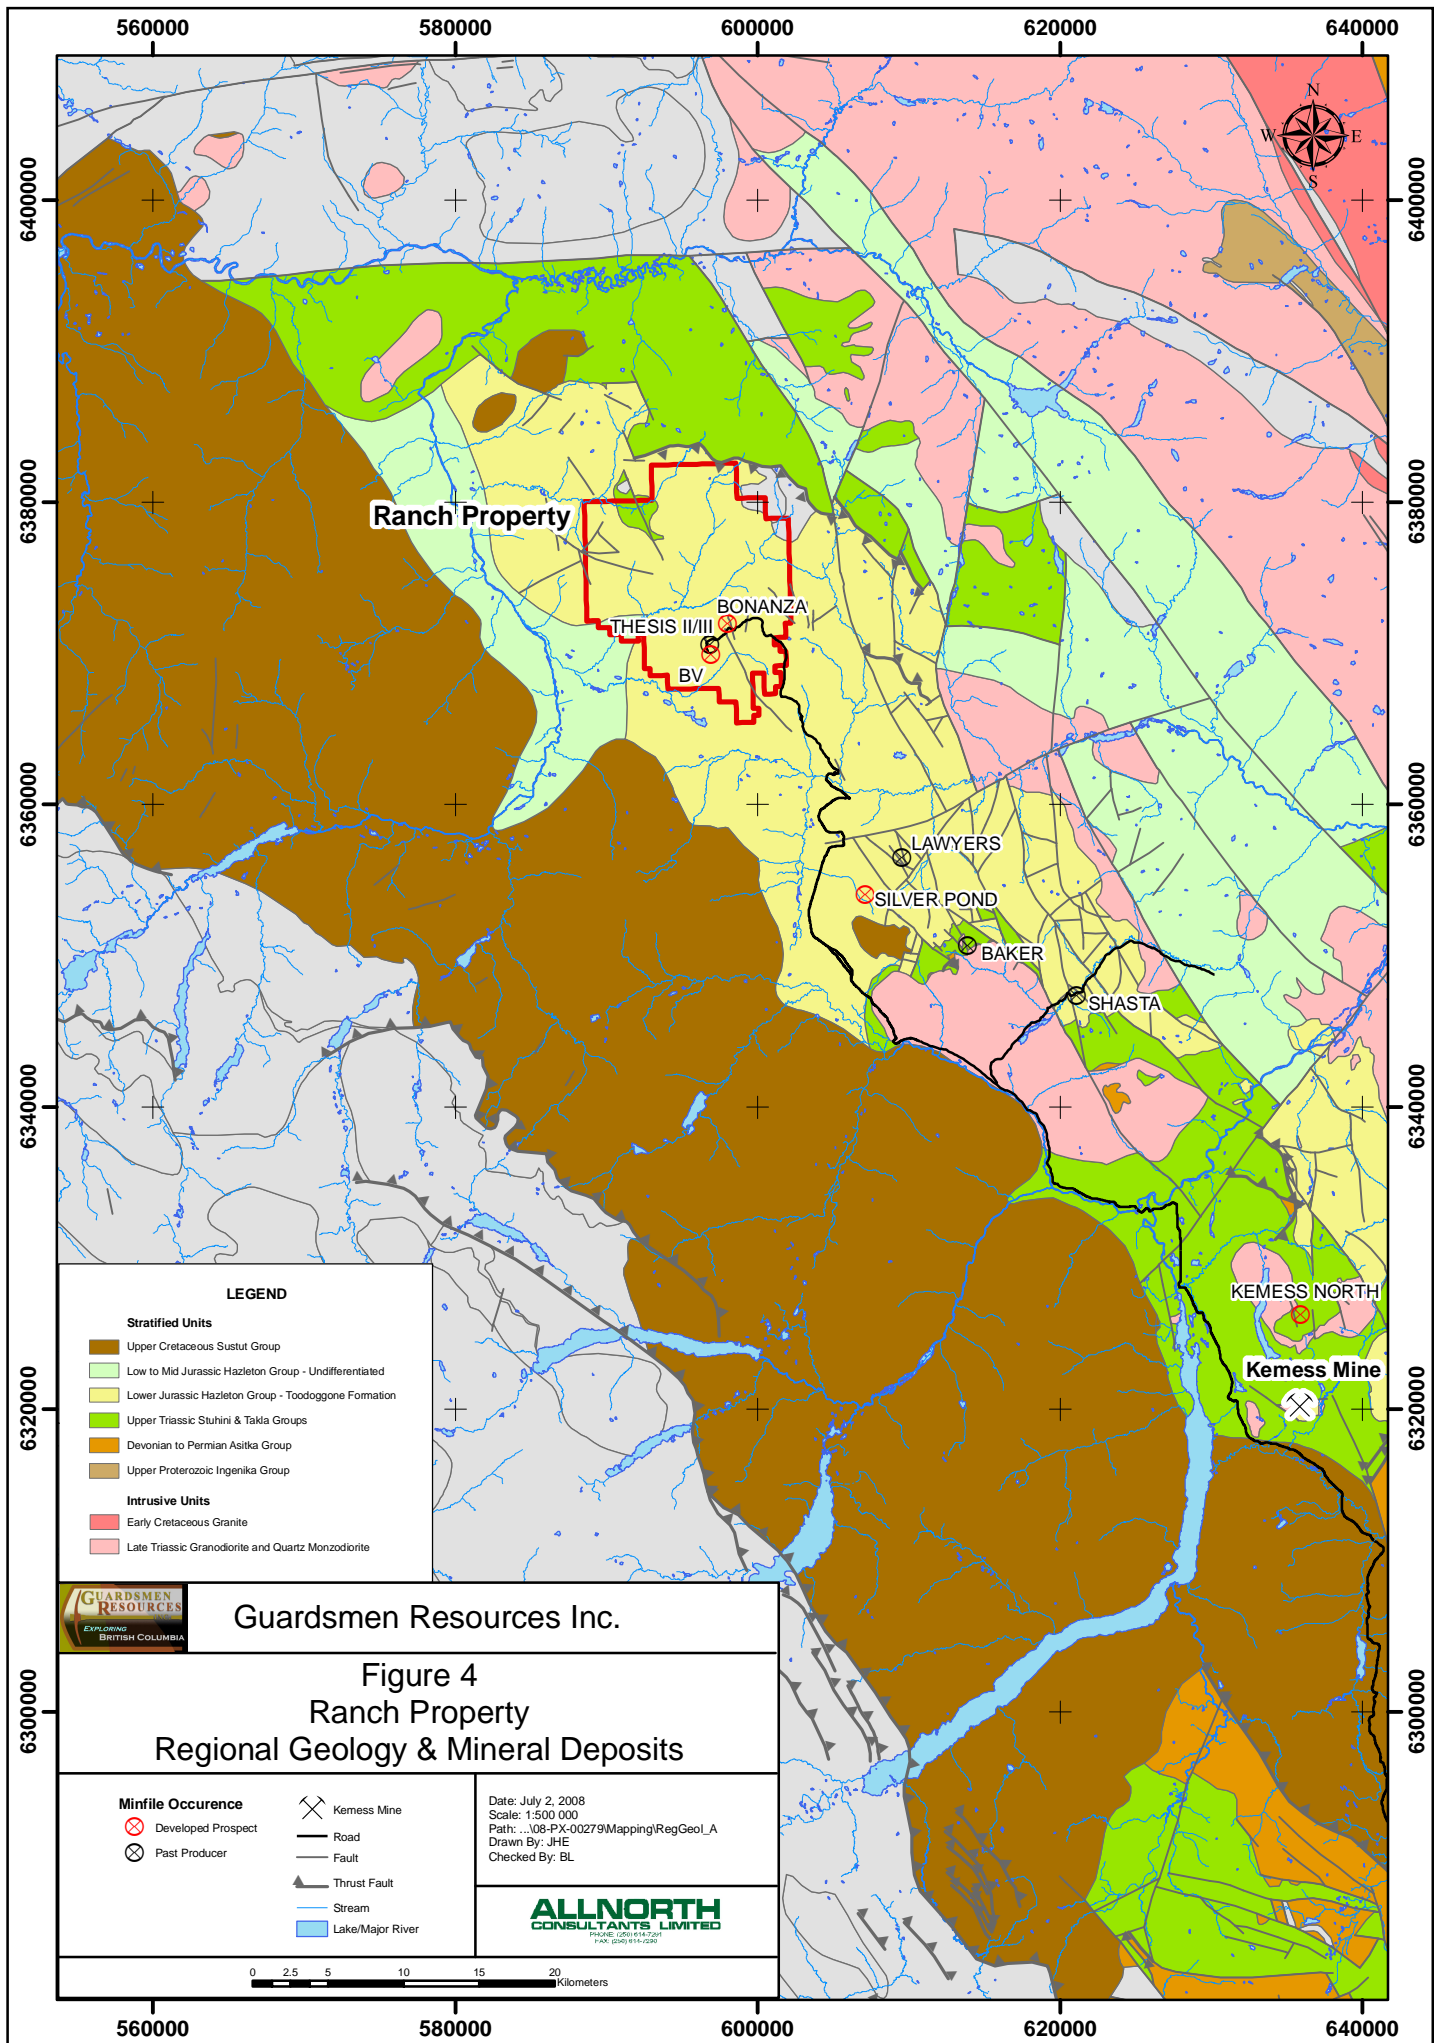 560000
580000
600000
620000
640000
N
W
E
S
6400000
6400000
6380000
6380000
Ranch Property
BONANZA
THESIS II/III
BV
6360000
6360000
LAWYERS
SILVER POND
BAKER
SHASTA
6340000
6340000
KEMESS NORTH
Kemess Mine
6320000
6320000
LEGEND
Stratified Units
Upper Cretaceous Sustut Group
Low to Mid Jurassic Hazleton Group - Undifferentiated
Lower Jurassic Hazleton Group - Toodoggone Formation
Upper Triassic Stuhini & Takla Groups
Devonian to Permian Asitka Group
Upper Proterozoic Ingenika Group
Intrusive Units
Early Cretaceous Granite
Late Triassic Granodiorite and Quartz Monzodiorite
GUARDSMEN
RESOURCES
EXPLORING
BRITISH COLUMBIA
Guardsmen Resources Inc.
6300000
6300000
Figure 4
Ranch Property
Regional Geology & Mineral Deposits
Minfile Occurence
Developed Prospect
Past Producer
Kemess Mine
Road
Fault
Thrust Fault
Stream
Lake/Major River
Date: July 2, 2008
Scale: 1:500 000
Path: ...\08-PX-00279\Mapping\RegGeol_A
Drawn By: JHE
Checked By: BL
ALLNORTH
CONSULTANTS LIMITED
0 2.5 5 10 15 20
Kilometers
560000
580000
600000
620000
640000